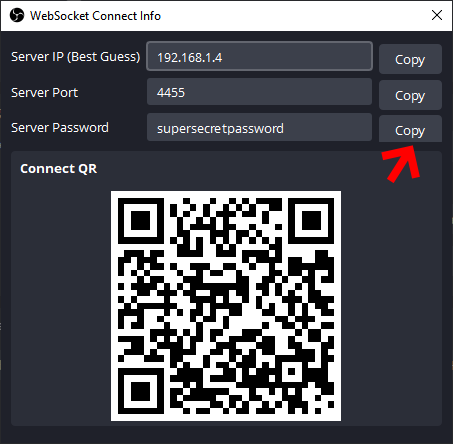 WebSocket Connect Info
Server IP (Best Guess) 192.168.1.4 Copy
Server Port 4455 Copy
Server Password supersecretpassword Copy
Connect QR